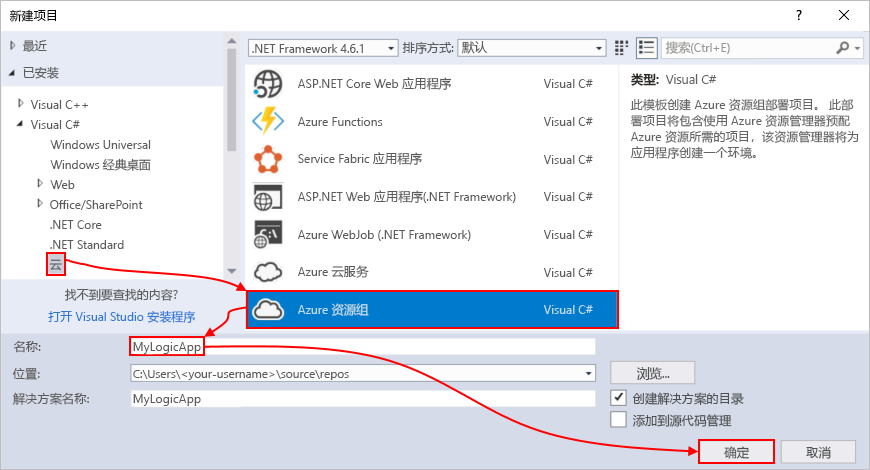 新建项目
? ×
最近
已安装
.NET Framework 4.6.1
排序方式: 默认
搜索(Ctrl+E)
Visual C++
Visual C#
Windows Universal
Windows 经典桌面
Web
Office/SharePoint
.NET Core
.NET Standard
云
找不到要查找的内容?
打开 Visual Studio 安装程序
ASP.NET Core Web 应用程序 Visual C#
Azure Functions Visual C#
Service Fabric 应用程序 Visual C#
ASP.NET Web 应用程序(.NET Framework) Visual C#
Azure WebJob (.NET Framework) Visual C#
Azure 云服务 Visual C#
Azure 资源组 Visual C#
类型: Visual C#
此模板创建 Azure 资源组部署项目。 此部
署项目将包含使用 Azure 资源管理器预配
Azure 资源所需的项目，该资源管理器将为
应用程序创建一个环境。
名称: MyLogicApp
位置: C:\Users\<your-username>\source\repos
浏览...
解决方案名称: MyLogicApp
创建解决方案的目录
添加到源代码管理
确定 取消